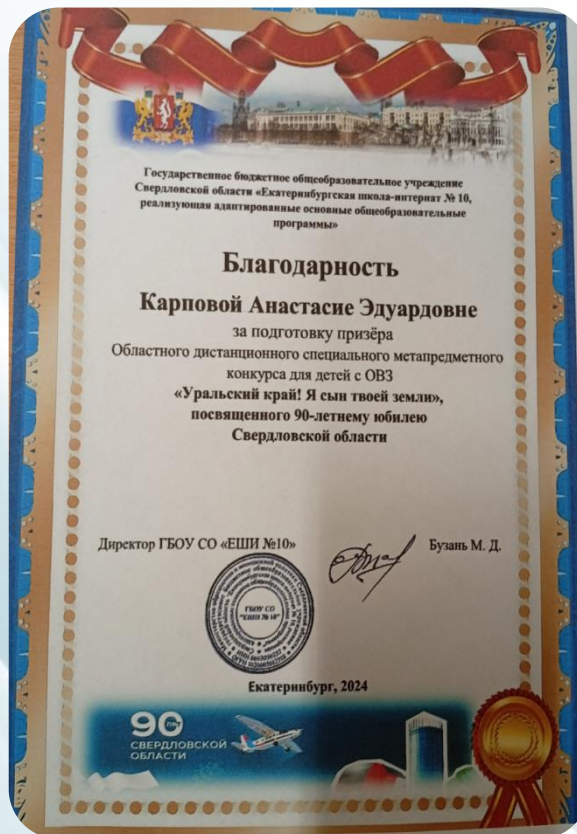 Государственное бюджетное общеобразовательное учреждение
Свердловской области «Екатеринбургская школа-интернат № 10,
реализующая адаптированные основные общеобразовательные
программы»
Благодарность
Карповой Анастасие Эдуардовне
за подготовку призёра
Областного дистанционного специального метапредметного
конкурса для детей с ОВЗ
«Уральский край! Я сын твоей земли»,
посвященного 90-летнему юбилею
Свердловской области
Директор ГБОУ СО «ЕШИ №10»
Бузань М. Д.
ГБОУ СО
"ЕШИ № 10"
Екатеринбург, 2024
90 лет
СВЕРДЛОВСКОЙ
ОБЛАСТИ